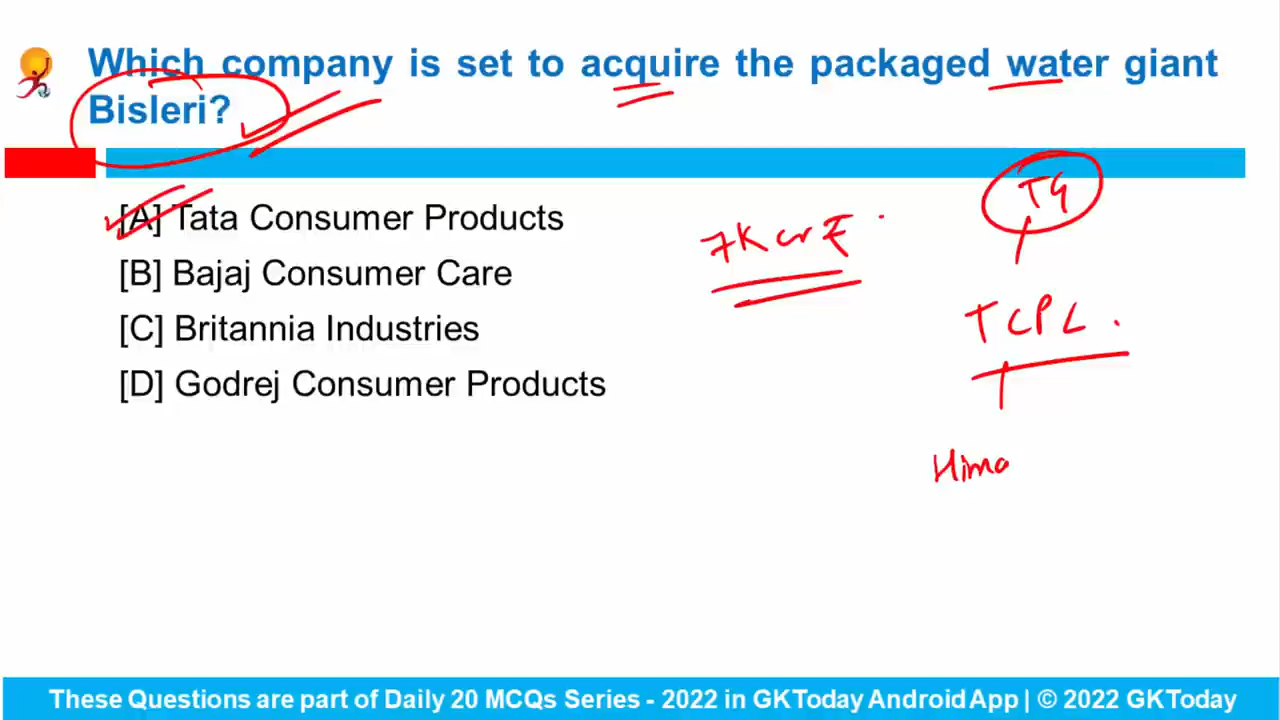 Which company is set to acquire the packaged water giant
Bisleri?
[A] Tata Consumer Products
[B] Bajaj Consumer Care
[C] Britannia Industries
[D] Godrej Consumer Products
7K cr ₹
TG
TCPL.
Hima
These Questions are part of Daily 20 MCQs Series - 2022 in GKToday Android App | © 2022 GKToday